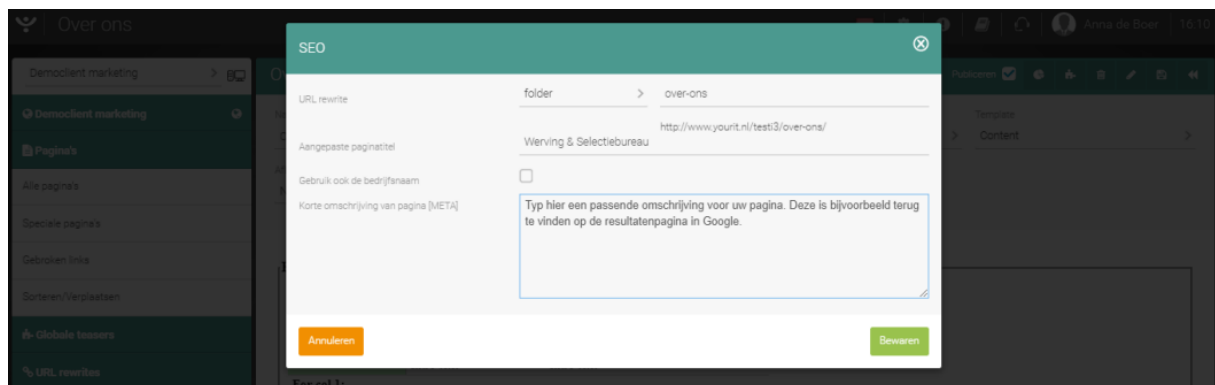 Over ons
Anna de Boer
16:10
SEO
Democlient marketing
Publiceren
URL rewrite
folder
over-ons
http://www.yourit.nl/testi3/over-ons/
Democlient marketing
Template
Content
Aangepaste paginatitel
Werving & Selectiebureau
Pagina's
Gebruik ook de bedrijfsnaam
Alle pagina's
Korte omschrijving van pagina [META]
Typ hier een passende omschrijving voor uw pagina. Deze is bijvoorbeeld terug
te vinden op de resultatenpagina in Google.
Speciale pagina's
Gebroken links
Sorteren/Verplaatsen
Globale teasers
Annuleren
Bewaren
URL rewrites